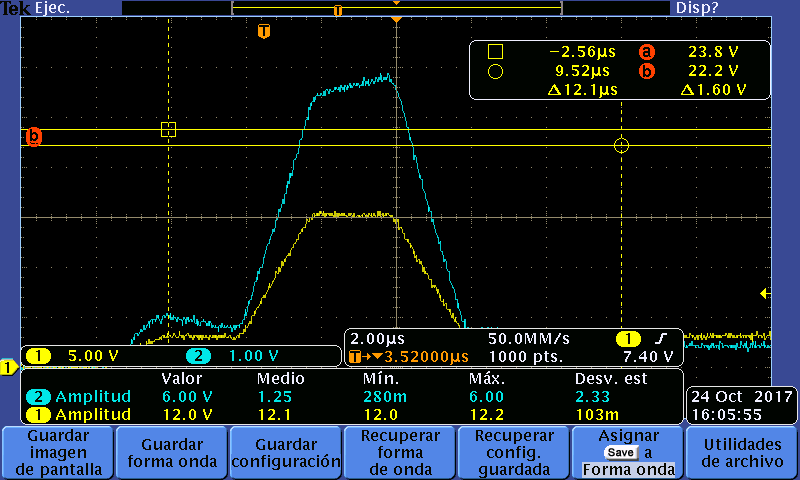 Tek Ejec. T Disp?
T
−2.56µs a 23.8 V
9.52µs b 22.2 V
Δ12.1µs Δ1.60 V
b
1
1 5.00 V 2 1.00 V
2.00µs 50.0MM/s 1 7.40 V
T→▼3.52000µs 1000 pts.
Valor Medio Mín. Máx. Desv. est
2 Amplitud 6.00 V 1.25 280m 6.00 2.33
1 Amplitud 12.0 V 12.1 12.0 12.2 103m
24 Oct 2017
16:05:55
Guardar
imagen
de pantalla
Guardar
forma onda
Guardar
configuración
Recuperar
forma
de onda
Recuperar
config.
guardada
Asignar
Save a
Forma onda
Utilidades
de archivo